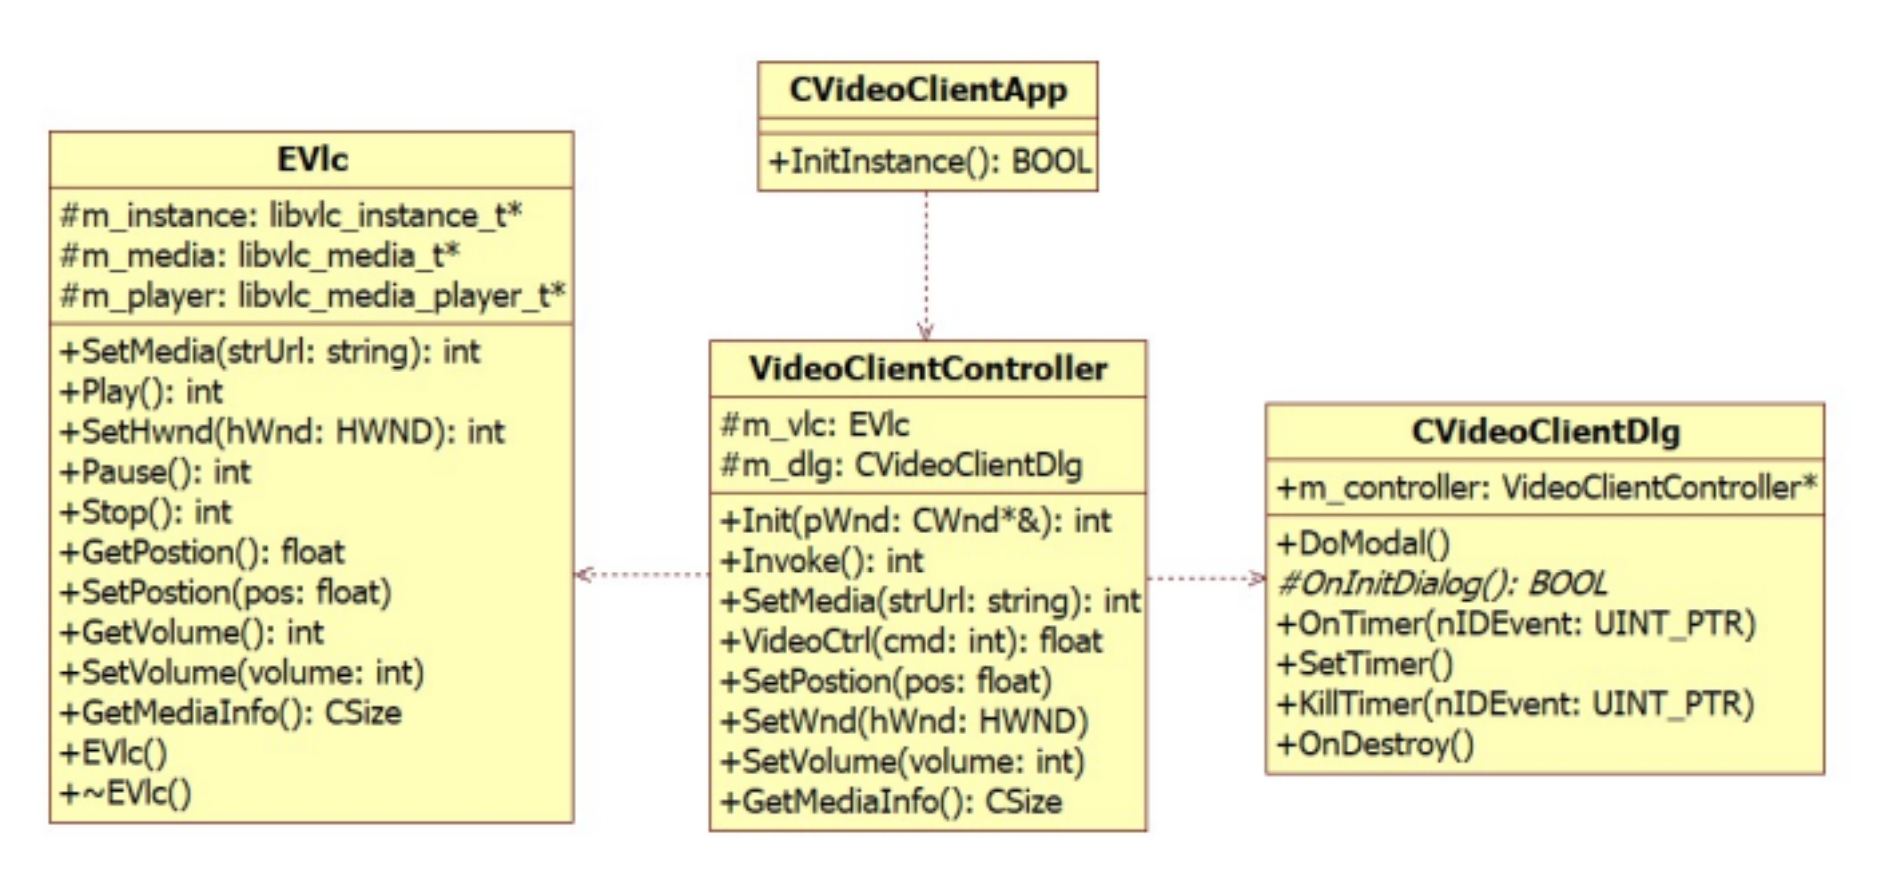 CVideoClientApp
+InitInstance(): BOOL
EVlc
#m_instance: libvlc_instance_t*
#m_media: libvlc_media_t*
#m_player: libvlc_media_player_t*
+SetMedia(strUrl: string): int
+Play(): int
+SetHwnd(hWnd: HWND): int
+Pause(): int
+Stop(): int
+GetPostion(): float
+SetPostion(pos: float)
+GetVolume(): int
+SetVolume(volume: int)
+GetMediaInfo(): CSize
+EVlc()
+~EVlc()
VideoClientController
#m_vlc: EVlc
#m_dlg: CVideoClientDlg
+Init(pWnd: CWnd*&): int
+Invoke(): int
+SetMedia(strUrl: string): int
+VideoCtrl(cmd: int): float
+SetPostion(pos: float)
+SetWnd(hWnd: HWND)
+SetVolume(volume: int)
+GetMediaInfo(): CSize
CVideoClientDlg
+m_controller: VideoClientController*
+DoModal()
#OnInitDialog(): BOOL
+OnTimer(nIDEvent: UINT_PTR)
+SetTimer()
+KillTimer(nIDEvent: UINT_PTR)
+OnDestroy()